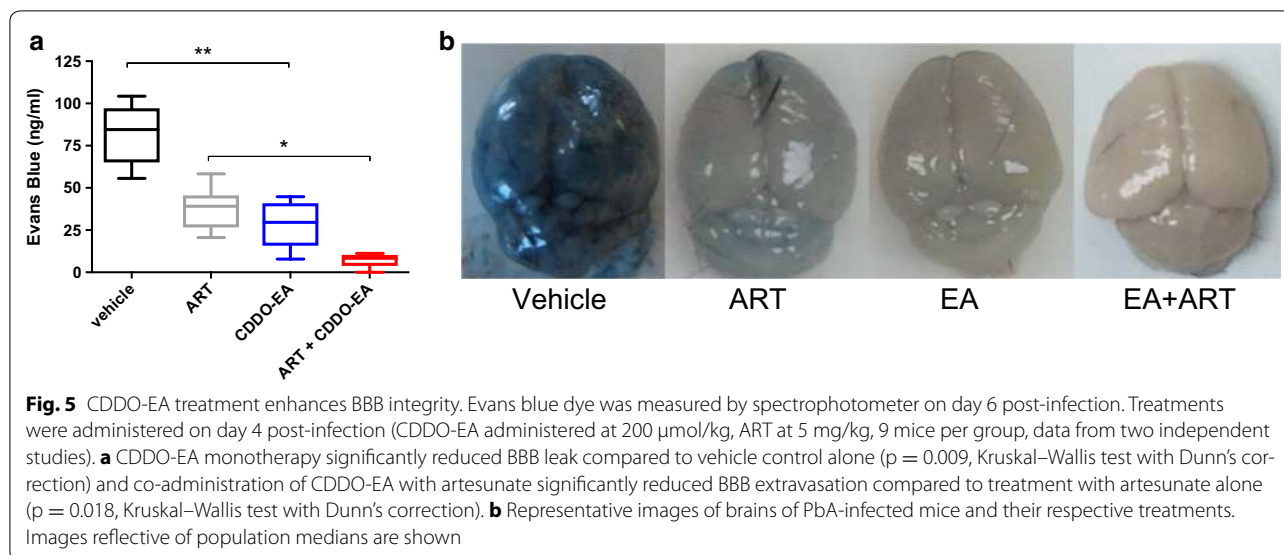 a
b
**
*
125
100
75
50
25
0
Evans Blue (ng/ml)
vehicle
ART
CDDO-EA
ART + CDDO-EA
Vehicle
ART
EA
EA+ART
Fig. 5 CDDO-EA treatment enhances BBB integrity. Evans blue dye was measured by spectrophotometer on day 6 post-infection. Treatments
were administered on day 4 post-infection (CDDO-EA administered at 200 µmol/kg, ART at 5 mg/kg, 9 mice per group, data from two independent
studies). a CDDO-EA monotherapy significantly reduced BBB leak compared to vehicle control alone (p = 0.009, Kruskal–Wallis test with Dunn's cor-
rection) and co-administration of CDDO-EA with artesunate significantly reduced BBB extravasation compared to treatment with artesunate alone
(p = 0.018, Kruskal–Wallis test with Dunn's correction). b Representative images of brains of PbA-infected mice and their respective treatments.
Images reflective of population medians are shown